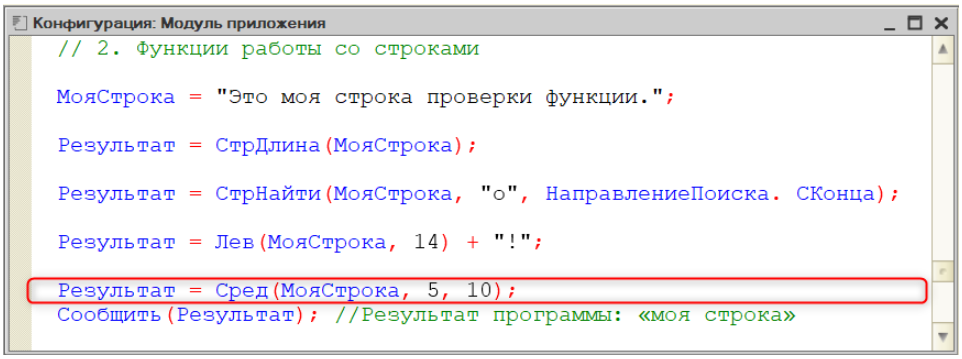 Конфигурация: Модуль приложения
// 2. Функции работы со строками
МояСтрока = "Это моя строка проверки функции.";
Результат = СтрДлина(МояСтрока);
Результат = СтрНайти(МояСтрока, "о", НаправлениеПоиска. СКонца);
Результат = Лев(МояСтрока, 14) + "!";
Результат = Сред(МояСтрока, 5, 10);
Сообщить(Результат); //Результат программы: «моя строка»